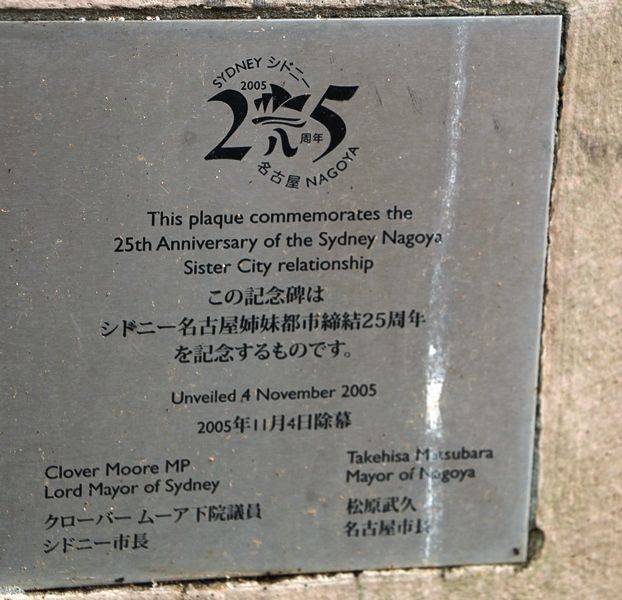 SYDNEY シドニー
2005
25
周年
名古屋 NAGOYA
This plaque commemorates the
25th Anniversary of the Sydney Nagoya
Sister City relationship
この記念碑は
シドニー名古屋姉妹都市締結25周年
を記念するものです。
Unveiled 4 November 2005
2005年11月4日除幕
Clover Moore MP
Lord Mayor of Sydney
クローバー ムーア下院議員
シドニー市長
Takehisa Matsubara
Mayor of Nagoya
松原武久
名古屋市長